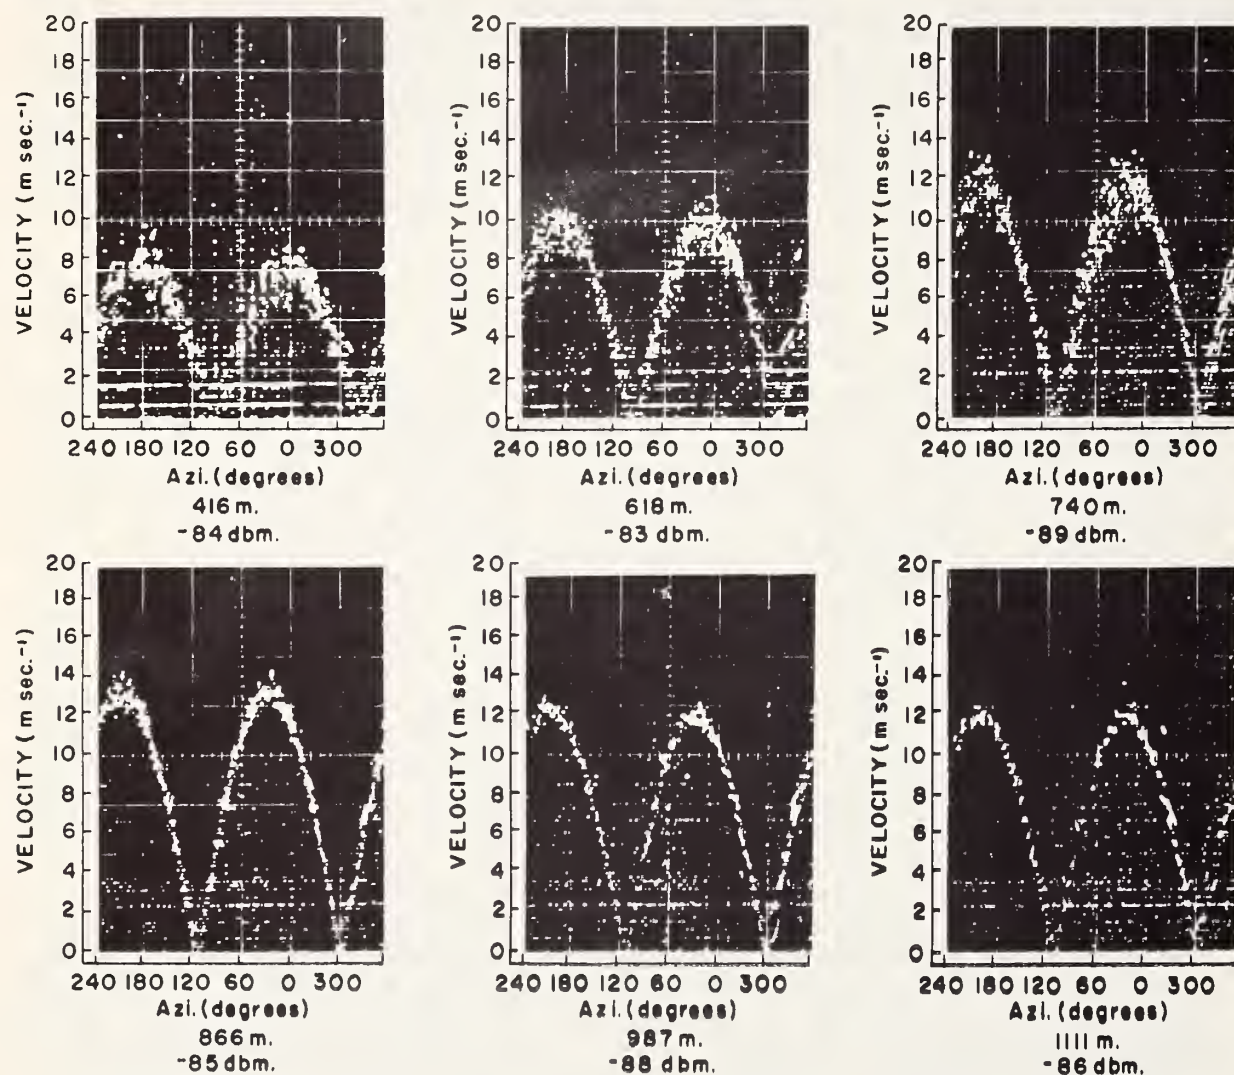 20
18
16
14
12
10
8
6
4
2
0
VELOCITY (m sec.⁻¹)
240 180 120 60 0 300
Azi. (degrees)
416 m.
-84 dbm.
20
18
16
14
12
10
8
6
4
2
0
VELOCITY (m sec.⁻¹)
240 180 120 60 0 300
Azi. (degrees)
618 m.
-83 dbm.
20
18
16
14
12
10
8
6
4
2
0
VELOCITY (m sec.⁻¹)
240 180 120 60 0 300
Azi. (degrees)
740 m.
-89 dbm.
20
18
16
14
12
10
8
6
4
2
0
VELOCITY (m sec.⁻¹)
240 180 120 60 0 300
Azi. (degrees)
866 m.
-85 dbm.
20
18
16
14
12
10
8
6
4
2
0
VELOCITY (m sec.⁻¹)
240 180 120 60 0 300
Azi. (degrees)
987 m.
-88 dbm.
20
18
16
14
12
10
8
6
4
2
0
VELOCITY (m sec.⁻¹)
240 180 120 60 0 300
Azi. (degrees)
1111 m.
-86 dbm.